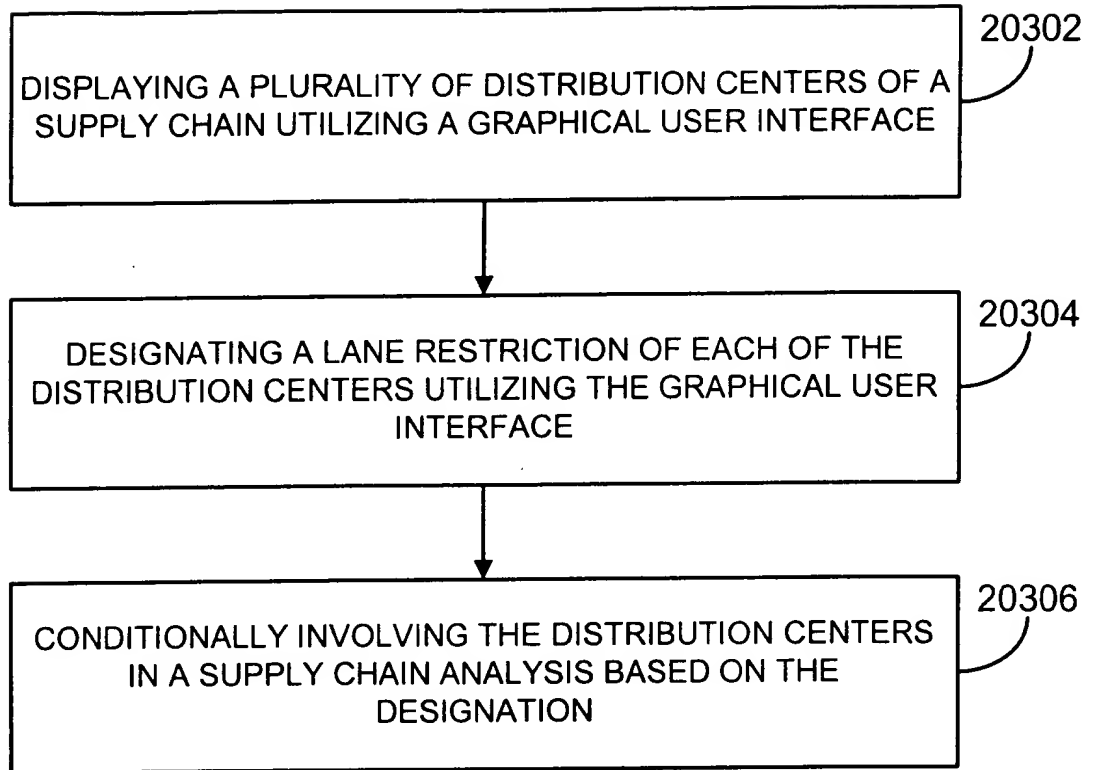 20302
DISPLAYING A PLURALITY OF DISTRIBUTION CENTERS OF A
SUPPLY CHAIN UTILIZING A GRAPHICAL USER INTERFACE
20304
DESIGNATING A LANE RESTRICTION OF EACH OF THE
DISTRIBUTION CENTERS UTILIZING THE GRAPHICAL USER
INTERFACE
20306
CONDITIONALLY INVOLVING THE DISTRIBUTION CENTERS
IN A SUPPLY CHAIN ANALYSIS BASED ON THE
DESIGNATION